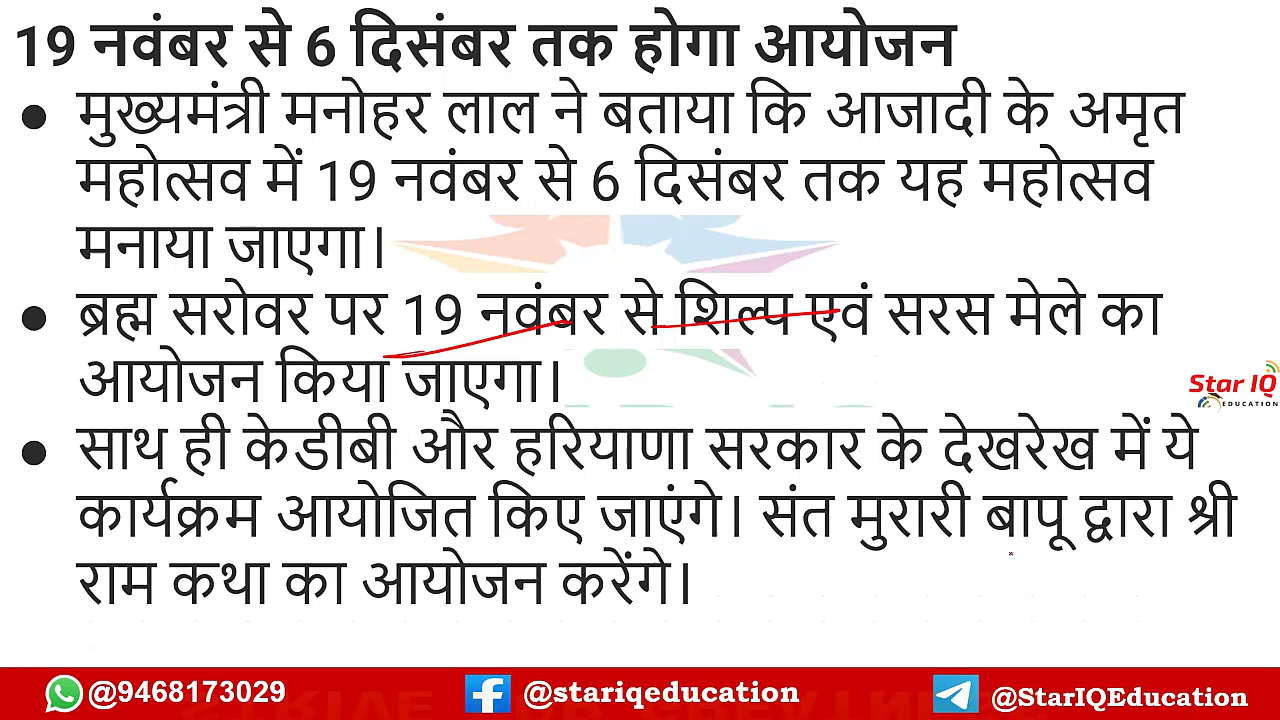 19 नवंबर से 6 दिसंबर तक होगा आयोजन
● मुख्यमंत्री मनोहर लाल ने बताया कि आजादी के अमृत
महोत्सव में 19 नवंबर से 6 दिसंबर तक यह महोत्सव
मनाया जाएगा।
● ब्रह्म सरोवर पर 19 नवंबर से शिल्प एवं सरस मेले का
आयोजन किया जाएगा।
Star IQ
EDUCATION
● साथ ही केडीबी और हरियाणा सरकार के देखरेख में ये
कार्यक्रम आयोजित किए जाएंगे। संत मुरारी बापू द्वारा श्री
राम कथा का आयोजन करेंगे।
@9468173029 @stariqeducation @StarIQEducation